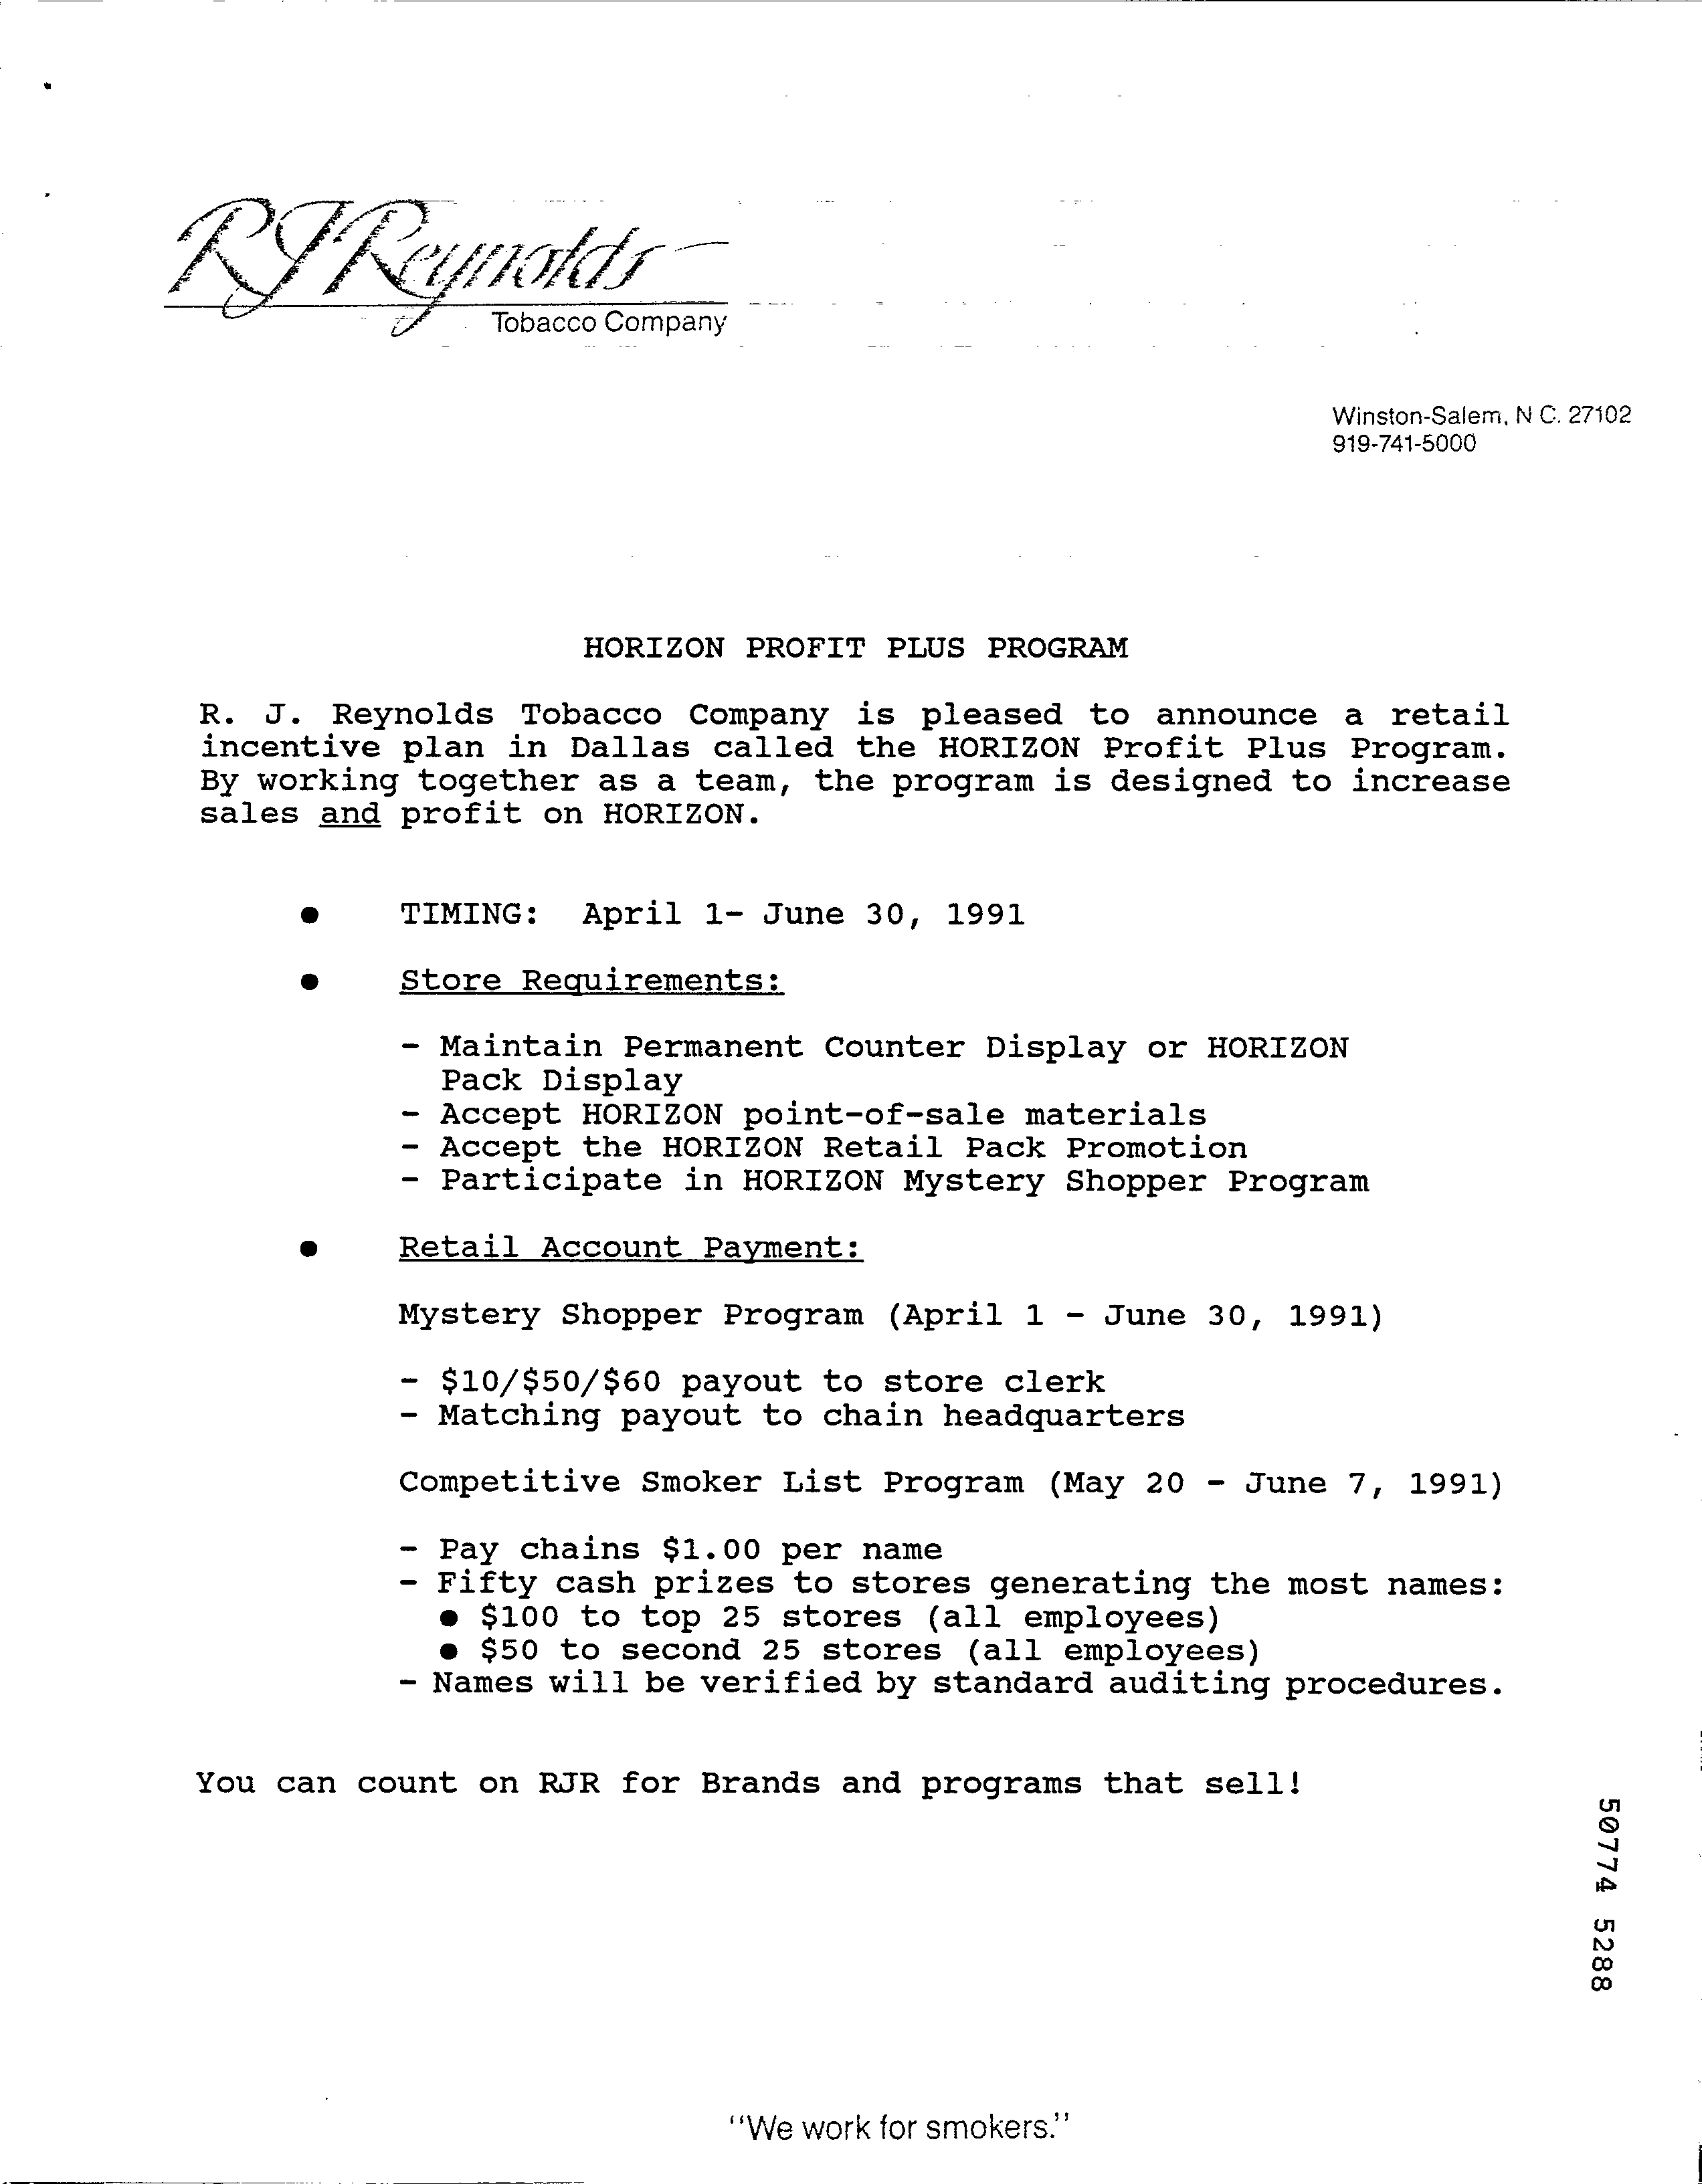 RJReynolds
Tobacco Company
Winston-Salem, N C. 27102
919-741-5000
HORIZON PROFIT PLUS PROGRAM
R. J. Reynolds Tobacco Company is pleased to announce a retail
incentive plan in Dallas called the HORIZON Profit Plus Program.
By working together as a team, the program is designed to increase
sales and profit on HORIZON.
● TIMING: April 1- June 30, 1991
● Store Requirements:
- Maintain Permanent Counter Display or HORIZON
Pack Display
- Accept HORIZON point-of-sale materials
- Accept the HORIZON Retail Pack Promotion
- Participate in HORIZON Mystery Shopper Program
● Retail Account Payment:
Mystery Shopper Program (April 1 - June 30, 1991)
- $10/$50/$60 payout to store clerk
- Matching payout to chain headquarters
Competitive Smoker List Program (May 20 - June 7, 1991)
- Pay chains $1.00 per name
- Fifty cash prizes to stores generating the most names:
● $100 to top 25 stores (all employees)
● $50 to second 25 stores (all employees)
- Names will be verified by standard auditing procedures.
You can count on RJR for Brands and programs that sell!
50774 5288
"We work for smokers."